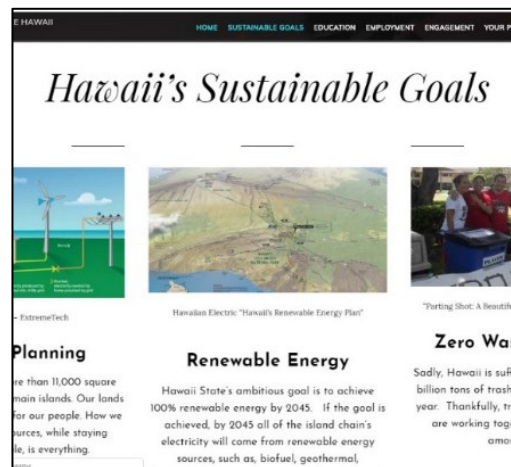 E HAWAII
HOME SUSTAINABLE GOALS EDUCATION EMPLOYMENT ENGAGEMENT YOUR P
Hawaii's Sustainable Goals
– ExtremeTech
Planning
re than 11,000 square
main islands. Our lands
for our people. How we
ources, while staying
le, is everything.
Hawaiian Electric "Hawaii's Renewable Energy Plan"
Renewable Energy
Hawaii State's ambitious goal is to achieve
100% renewable energy by 2045. If the goal is
achieved, by 2045 all of the island chain's
electricity will come from renewable energy
sources, such as, biofuel, geothermal,
"Parting Shot: A Beautif
Zero Wa
Sadly, Hawaii is suff
billion tons of trash
year. Thankfully, tr
are working toge
amo